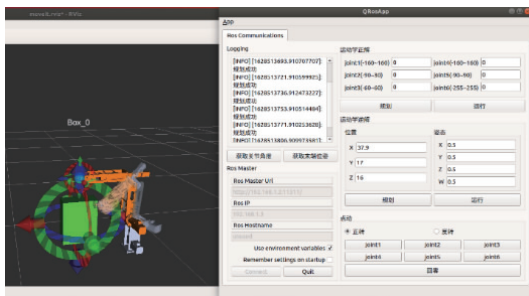 QRosApp
App
Ros Communications
Logging
[INFO] [1628513693.910707707]:
规划成功
[INFO] [1628513721.910599925]:
规划成功
[INFO] [1628513736.912473227]:
规划成功
[INFO] [1628513753.910514464]:
规划成功
[INFO] [1628513771.910253628]:
规划成功
获取关节角度
获取末端位姿
Ros Master
Ros Master Url
Ros IP
192.168.1.2
Ros Hostname
Use environment variables
Remember settings on startup
Connect
Quit
运动学正解
joint1(-160~160) 0
joint4(-160~160) 0
joint2( 90~90) 0
joint5( 90~90) 0
joint3( 60~60) 0
joint6( 255~255) 0
规划
运行
运动学逆解
位置
姿态
X 37.9
X 0.5
Y 17
Y 0.5
Z 16
Z 0.5
W 0.5
规划
运行
点动
正转
joint1
joint2
joint3
joint4
joint5
joint6
回零
Box_0